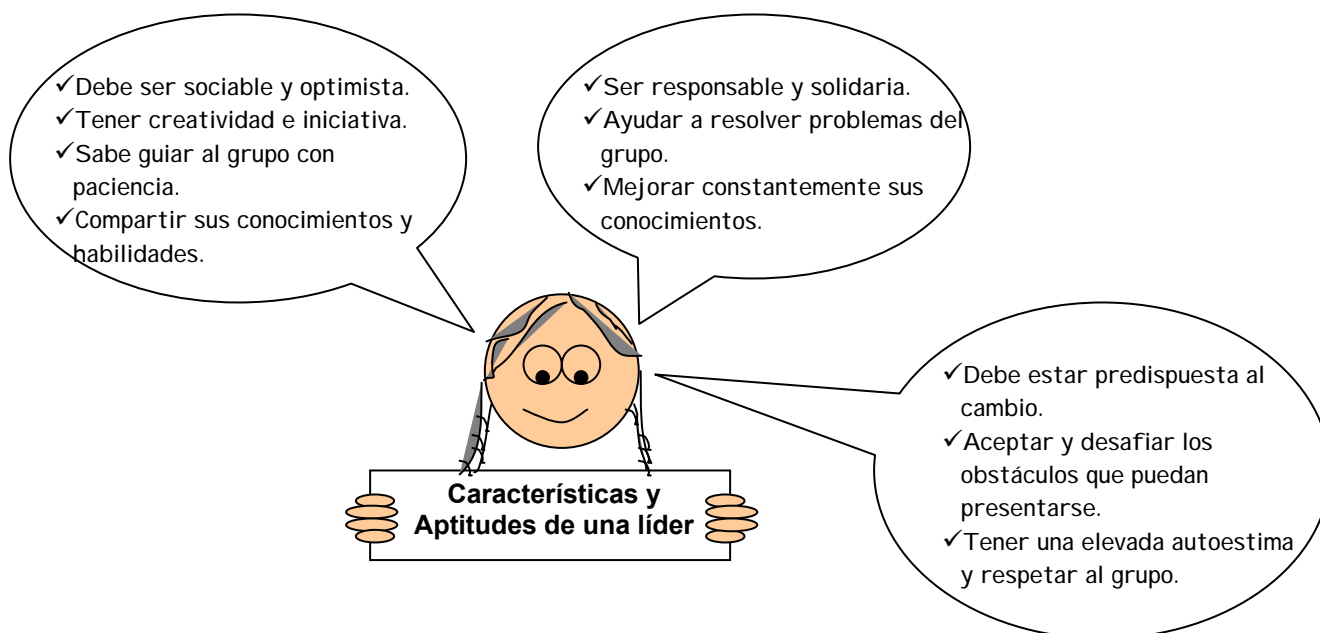 ✓Debe ser sociable y optimista.
✓Tener creatividad e iniciativa.
✓Sabe guiar al grupo con
paciencia.
✓Compartir sus conocimientos y
habilidades.
✓Ser responsable y solidaria.
✓Ayudar a resolver problemas del
grupo.
✓Mejorar constantemente sus
conocimientos.
✓Debe estar predispuesta al
cambio.
✓Aceptar y desafiar los
obstáculos que puedan
presentarse.
✓Tener una elevada autoestima
y respetar al grupo.
Características y
Aptitudes de una líder